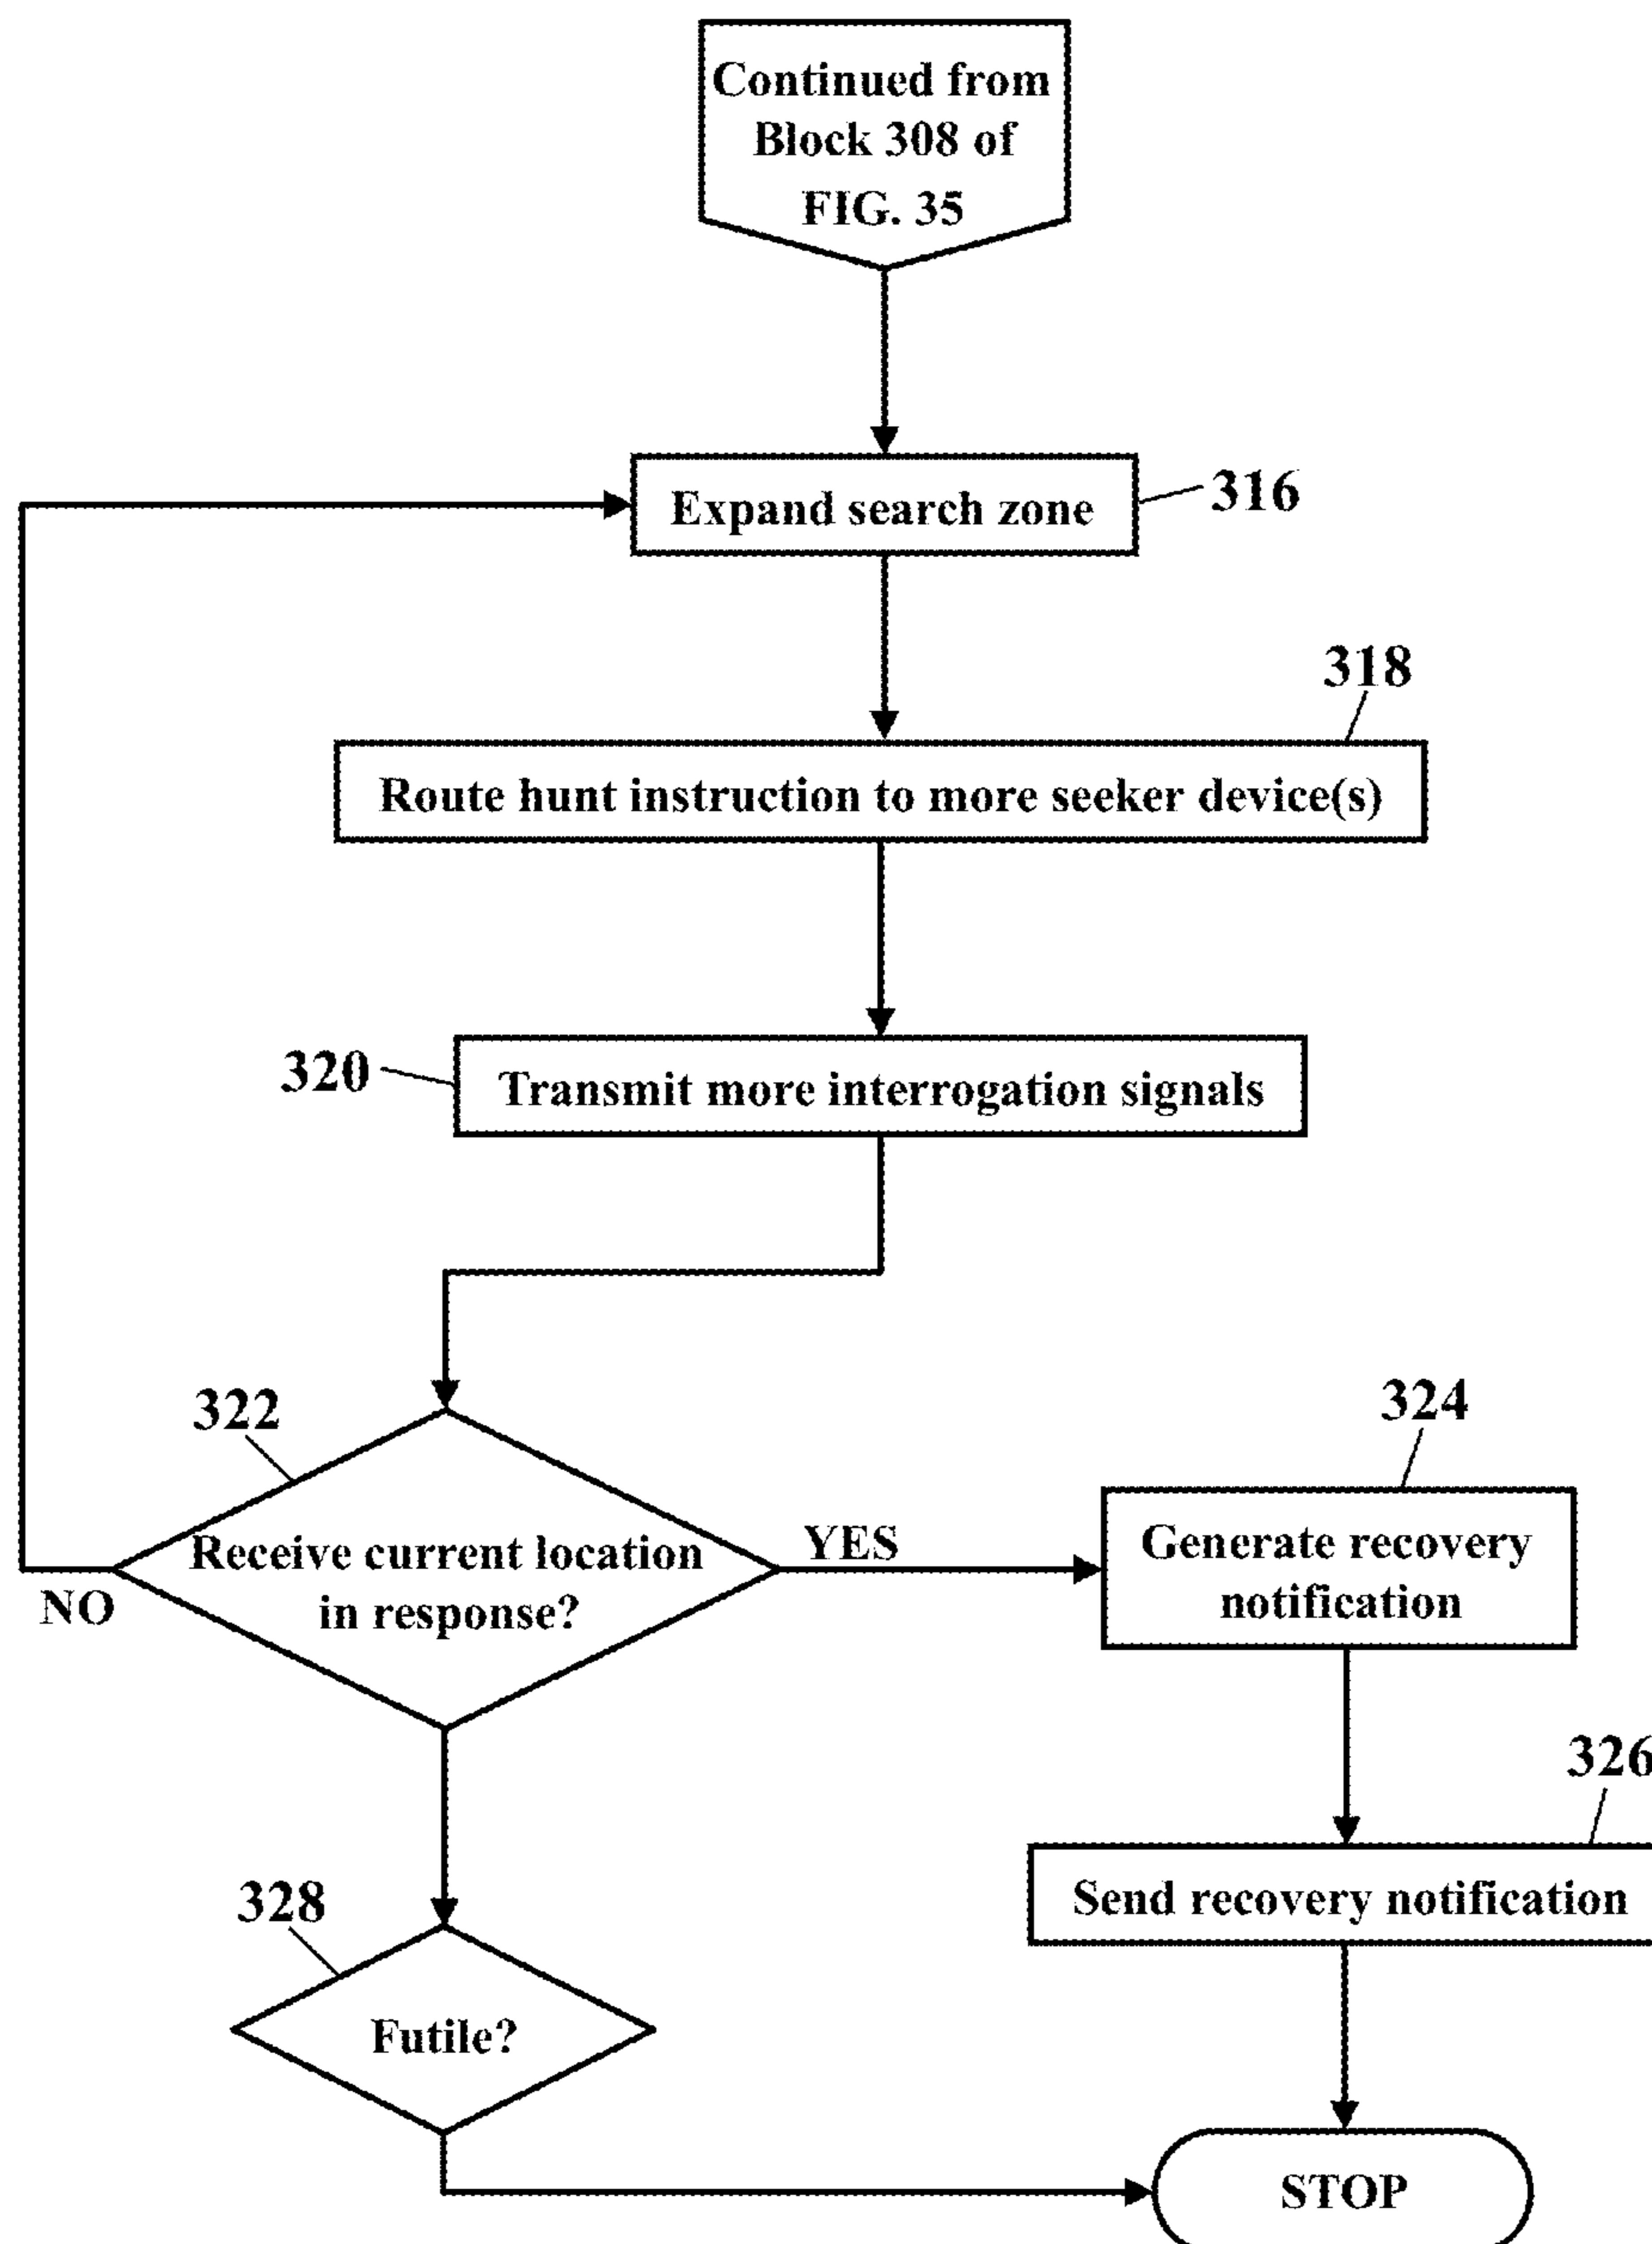 Continued from
Block 308 of
FIG. 35
Expand search zone
316
318
Route hunt instruction to more seeker device(s)
320
Transmit more interrogation signals
322
Receive current location
in response?
NO
YES
324
Generate recovery
notification
326
Send recovery notification
328
Futile?
STOP